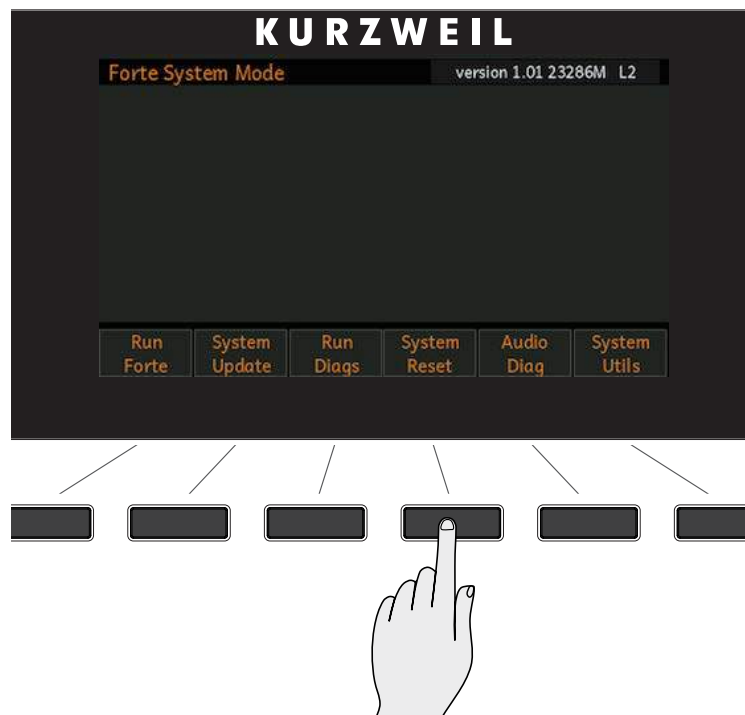 KURZWEIL
Forte System Mode version 1.01 23286M L2
Run System Run System Audio System
Forte Update Diags Reset Diag Utils